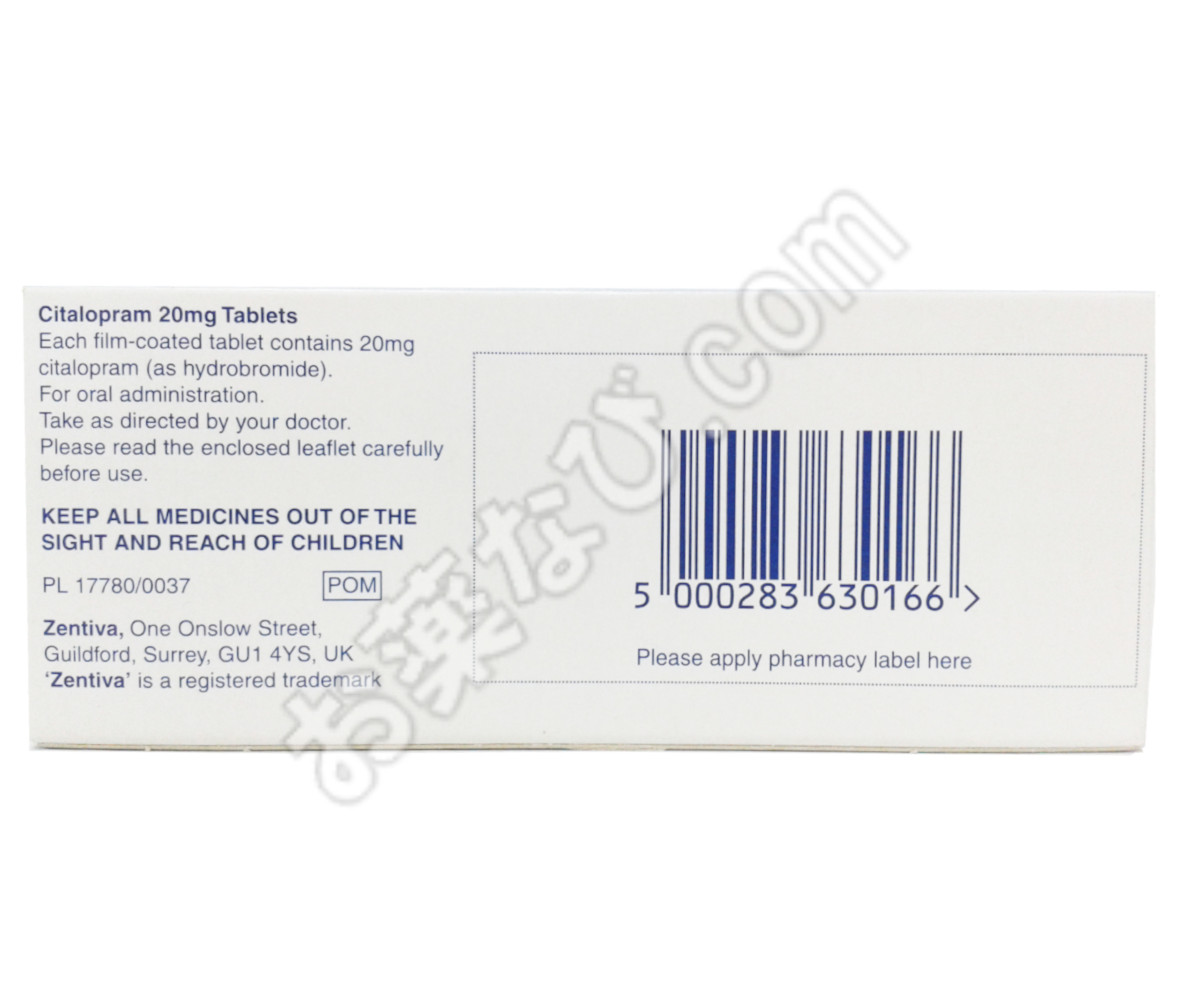 Citalopram 20mg Tablets
Each film-coated tablet contains 20mg
citalopram (as hydrobromide).
For oral administration.
Take as directed by your doctor.
Please read the enclosed leaflet carefully
before use.
KEEP ALL MEDICINES OUT OF THE
SIGHT AND REACH OF CHILDREN
PL 17780/0037
POM
Zentiva, One Onslow Street,
Guildford, Surrey, GU1 4YS, UK
‘Zentiva’ is a registered trademark
5 000283 630166 >
Please apply pharmacy label here
お薬なび.com